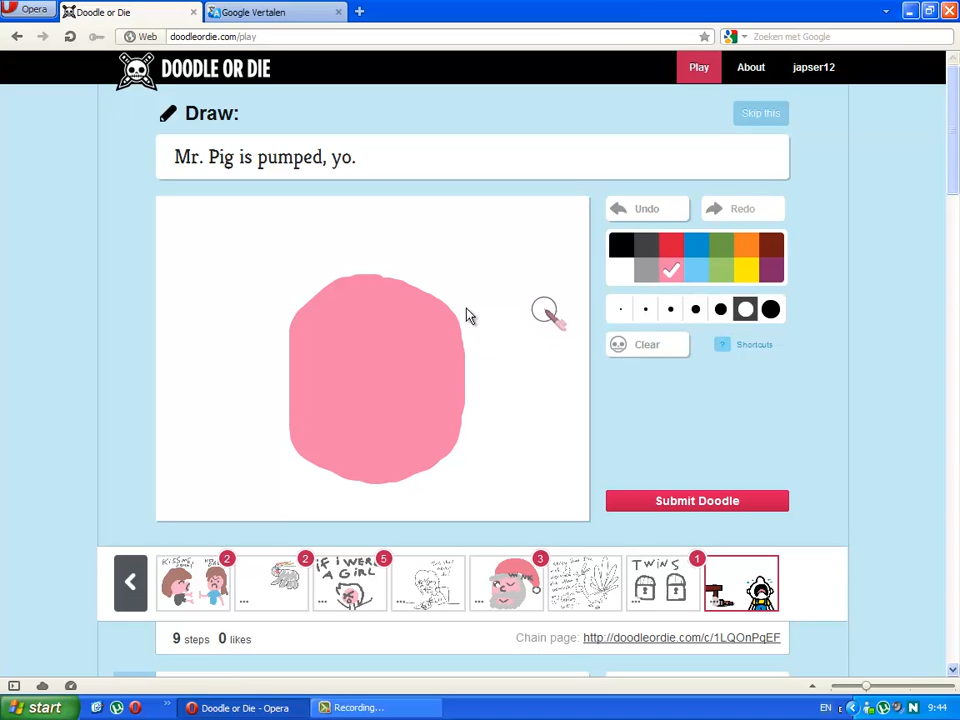 Opera
Doodle or Die
Google Vertalen
Web
doodleordie.com/play
Zoeken met Google
DOODLE OR DIE
Play
About
japser12
Draw:
Skip this
Mr. Pig is pumped, yo.
Undo
Redo
Clear
? Shortcuts
Submit Doodle
2
2
5
3
1
KISS ME,
IF I WERE
A GIRL
TWINS
9 steps 0 likes
Chain page: http://doodleordie.com/c/1LQOnPqEF
start
Doodle or Die - Opera
Recording...
EN
9:44